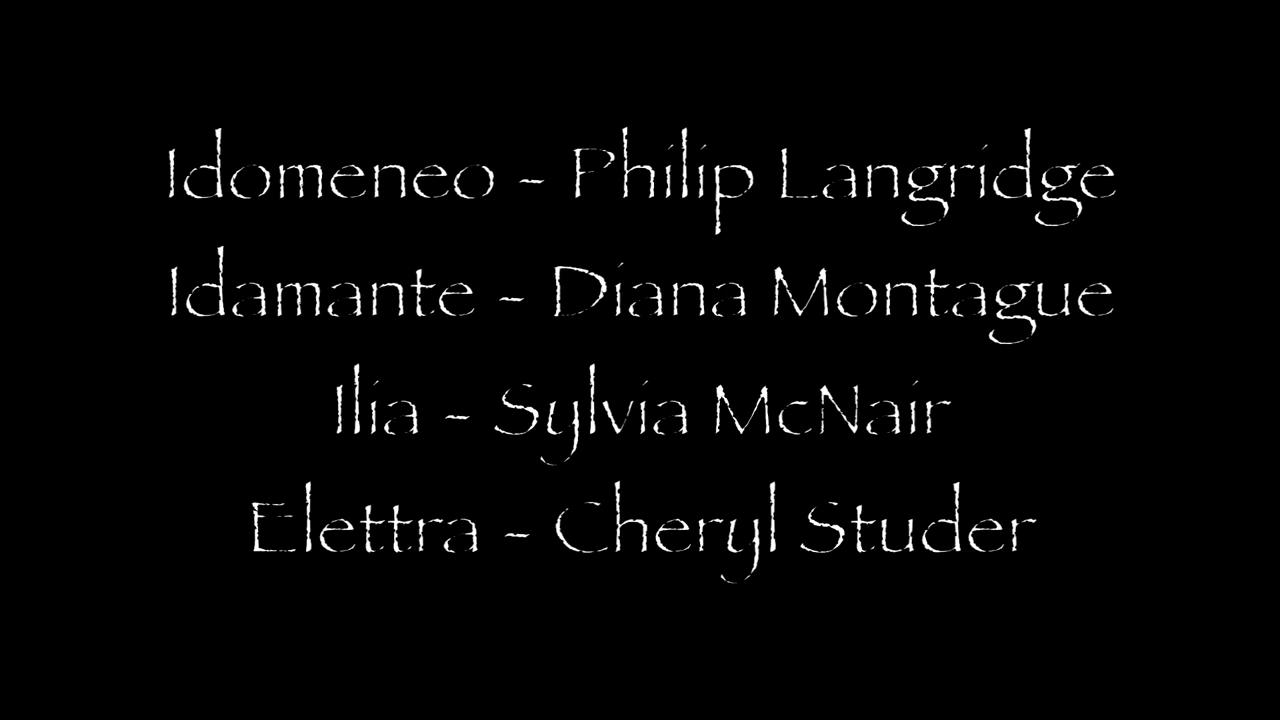 Idomeneo - Philip Langridge
Idamante - Diana Montague
Ilia - Sylvia McNair
Elettra - Cheryl Studer